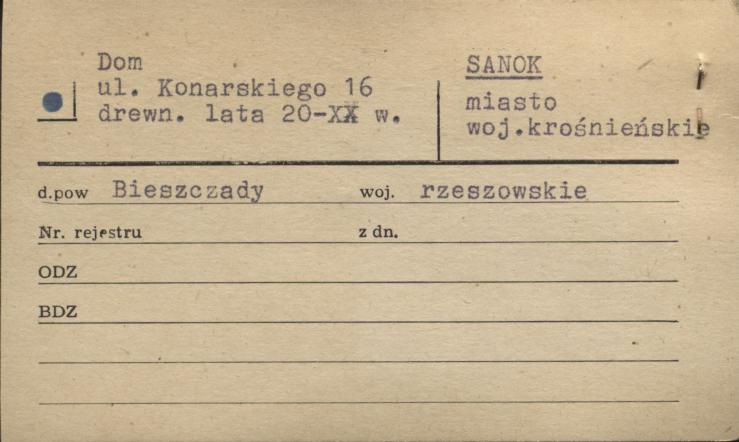 Dom
ul. Konarskiego 16
drewn. lata 20-XX w.
SANOK
miasto
woj.krośnieńskie
d.pow Bieszczady woj. rzeszowskie
Nr. rejestru z dn.
ODZ
BDZ